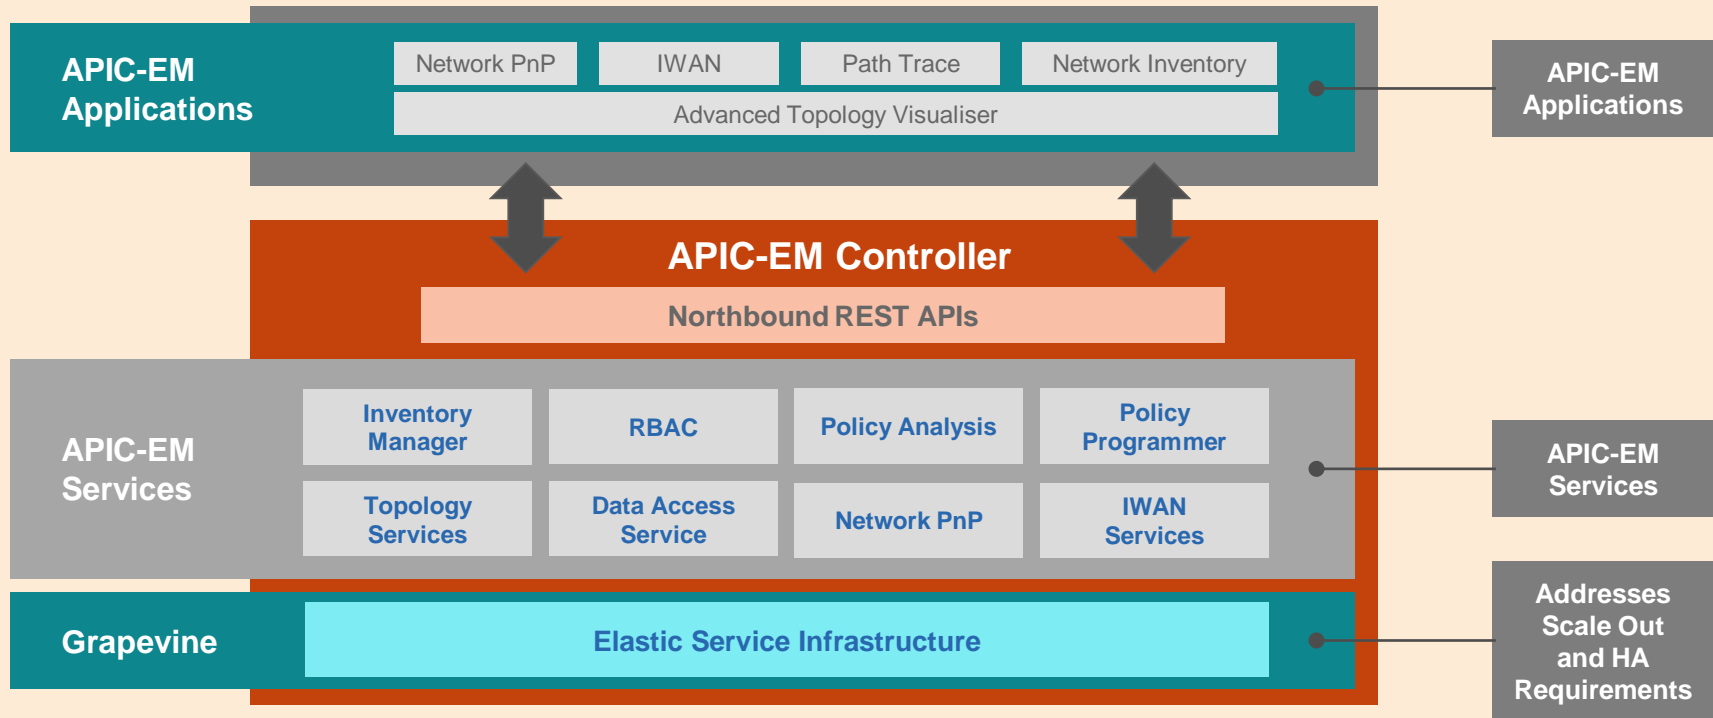 APIC-EM
Applications
Network PnP
IWAN
Path Trace
Network Inventory
Advanced Topology Visualiser
APIC-EM
Applications
APIC-EM Controller
Northbound REST APIs
APIC-EM
Services
Inventory
Manager
RBAC
Policy Analysis
Policy
Programmer
Topology
Services
Data Access
Service
Network PnP
IWAN
Services
APIC-EM
Services
Grapevine
Elastic Service Infrastructure
Addresses
Scale Out
and HA
Requirements